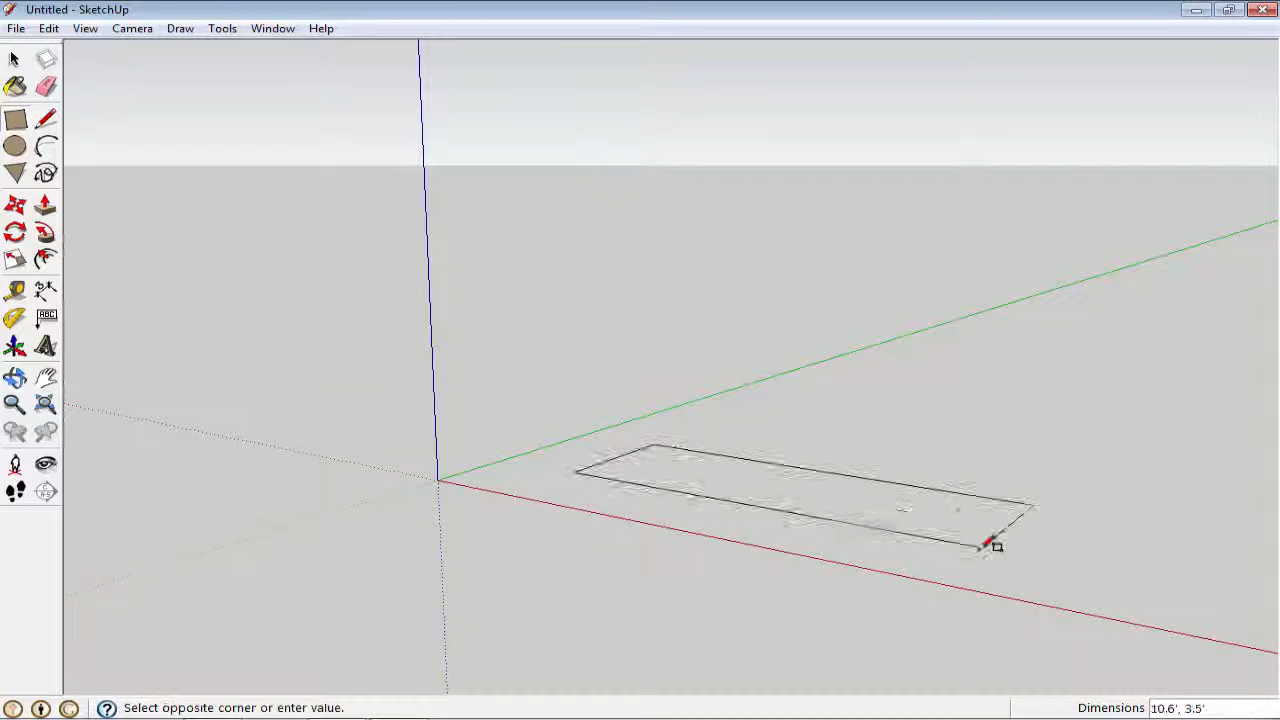 Untitled - SketchUp
File Edit View Camera Draw Tools Window Help
ABC
Select opposite corner or enter value.
Dimensions 10.6', 3.5'